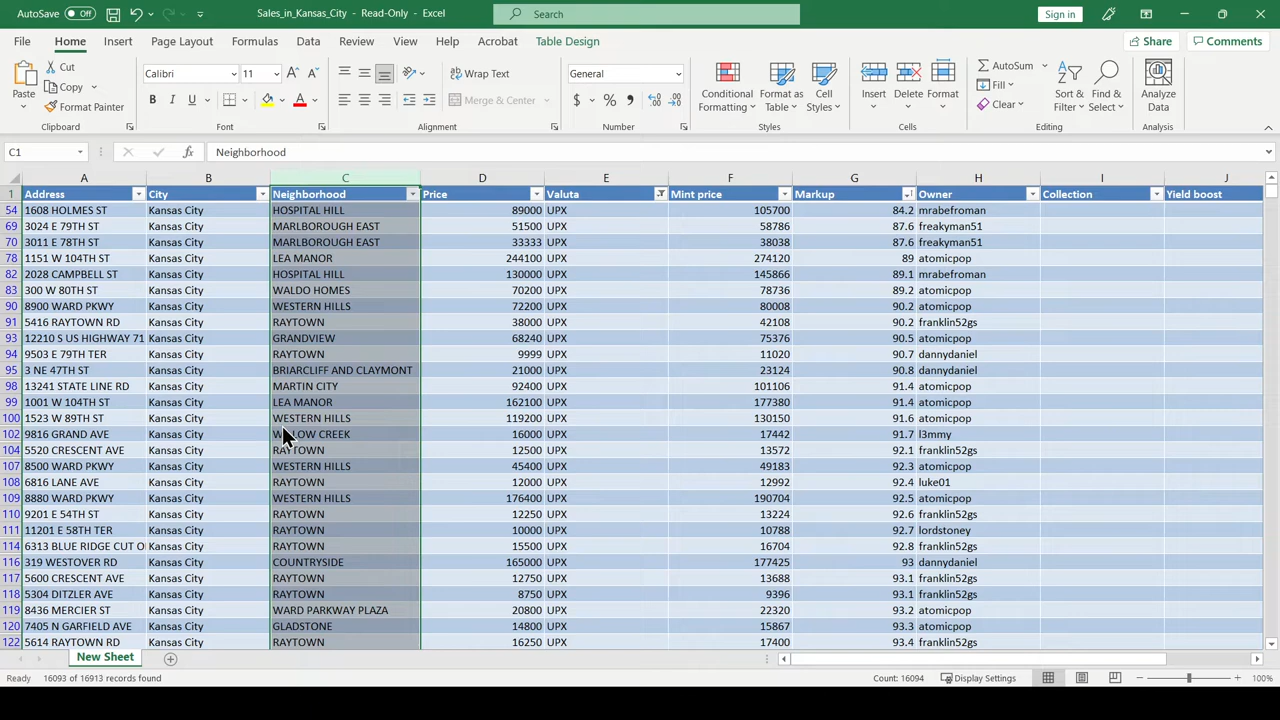 AutoSave Off Sales_in_Kansas_City - Read-Only - Excel Search Sign in
File Home Insert Page Layout Formulas Data Review View Help Acrobat Table Design Share Comments
Paste Cut Copy Format Painter Clipboard
Calibri 11 B I U A Font
Wrap Text Merge & Center Alignment
General $ % , Number
Conditional Formatting Format as Table Cell Styles Styles
Insert Delete Format Cells
AutoSum Fill Clear Sort & Filter Find & Select Editing
Analyze Data Analysis
C1 fx Neighborhood
A B C D E F G H I J
1 Address City Neighborhood Price Valuta Mint price Markup Owner Collection Yield boost
54 1608 HOLMES ST Kansas City HOSPITAL HILL 89000 UPX 105700 84.2 mrabefroman
69 3024 E 79TH ST Kansas City MARLBOROUGH EAST 51500 UPX 58786 87.6 freakyman51
70 3011 E 78TH ST Kansas City MARLBOROUGH EAST 33333 UPX 38038 87.6 freakyman51
78 1151 W 104TH ST Kansas City LEA MANOR 244100 UPX 274120 89 atomicpop
82 2028 CAMPBELL ST Kansas City HOSPITAL HILL 130000 UPX 145866 89.1 mrabefroman
83 300 W 80TH ST Kansas City WALDO HOMES 70200 UPX 78736 89.2 atomicpop
90 8900 WARD PKWY Kansas City WESTERN HILLS 72200 UPX 80008 90.2 atomicpop
91 5416 RAYTOWN RD Kansas City RAYTOWN 38000 UPX 42108 90.2 franklin52gs
93 12210 S US HIGHWAY 71 Kansas City GRANDVIEW 68240 UPX 75376 90.5 atomicpop
94 9503 E 79TH TER Kansas City RAYTOWN 9999 UPX 11020 90.7 dannydaniel
95 3 NE 47TH ST Kansas City BRIARCLIFF AND CLAYMONT 21000 UPX 23124 90.8 dannydaniel
98 13241 STATE LINE RD Kansas City MARTIN CITY 92400 UPX 101106 91.4 atomicpop
99 1001 W 104TH ST Kansas City LEA MANOR 162100 UPX 177380 91.4 atomicpop
100 1523 W 89TH ST Kansas City WESTERN HILLS 119200 UPX 130150 91.6 atomicpop
102 9816 GRAND AVE Kansas City WILLOW CREEK 16000 UPX 17442 91.7 l3mmy
104 5520 CRESCENT AVE Kansas City RAYTOWN 12500 UPX 13572 92.1 franklin52gs
107 8500 WARD PKWY Kansas City WESTERN HILLS 45400 UPX 49183 92.3 atomicpop
108 6816 LANE AVE Kansas City RAYTOWN 12000 UPX 12992 92.4 luke01
109 8880 WARD PKWY Kansas City WESTERN HILLS 176400 UPX 190704 92.5 atomicpop
110 9201 E 54TH ST Kansas City RAYTOWN 12250 UPX 13224 92.6 franklin52gs
111 11201 E 58TH TER Kansas City RAYTOWN 10000 UPX 10788 92.7 lordstoney
114 6313 BLUE RIDGE CUT O Kansas City RAYTOWN 15500 UPX 16704 92.8 franklin52gs
116 319 WESTOVER RD Kansas City COUNTRYSIDE 165000 UPX 177425 93 dannydaniel
117 5600 CRESCENT AVE Kansas City RAYTOWN 12750 UPX 13688 93.1 franklin52gs
118 5304 DITZLER AVE Kansas City RAYTOWN 8750 UPX 9396 93.1 franklin52gs
119 8436 MERCIER ST Kansas City WARD PARKWAY PLAZA 20800 UPX 22320 93.2 atomicpop
120 7405 N GARFIELD AVE Kansas City GLADSTONE 14800 UPX 15867 93.3 atomicpop
122 5614 RAYTOWN RD Kansas City RAYTOWN 16250 UPX 17400 93.4 franklin52gs
New Sheet
Ready 16093 of 16913 records found Count: 16094 Display Settings 100%